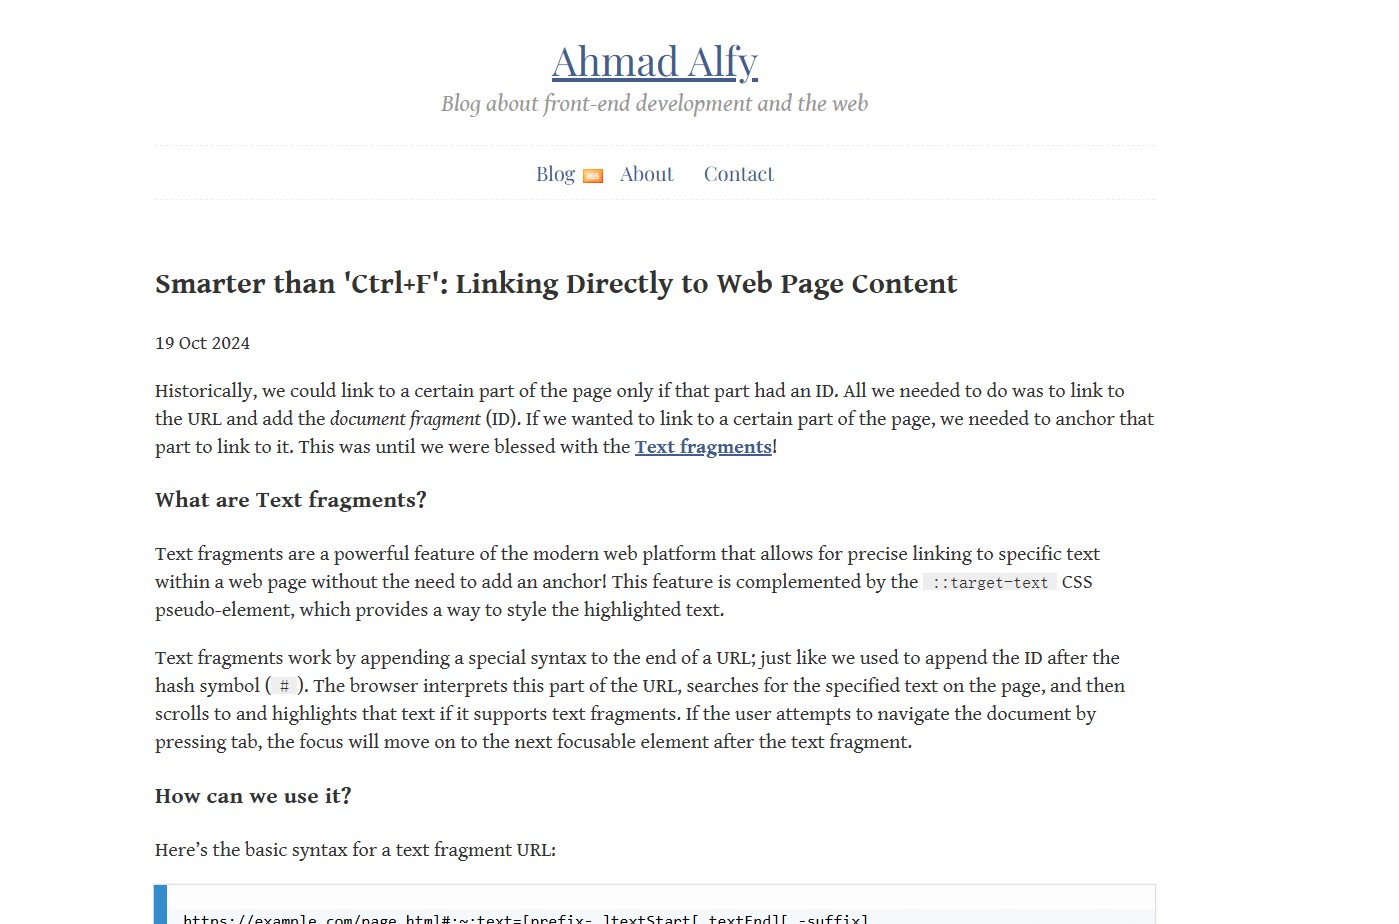 Ahmad Alfy
Blog about front-end development and the web
Blog RSS About Contact
Smarter than 'Ctrl+F': Linking Directly to Web Page Content
19 Oct 2024
Historically, we could link to a certain part of the page only if that part had an ID. All we needed to do was to link to
the URL and add the document fragment (ID). If we wanted to link to a certain part of the page, we needed to anchor that
part to link to it. This was until we were blessed with the Text fragments!
What are Text fragments?
Text fragments are a powerful feature of the modern web platform that allows for precise linking to specific text
within a web page without the need to add an anchor! This feature is complemented by the ::target-text CSS
pseudo-element, which provides a way to style the highlighted text.
Text fragments work by appending a special syntax to the end of a URL; just like we used to append the ID after the
hash symbol (#). The browser interprets this part of the URL, searches for the specified text on the page, and then
scrolls to and highlights that text if it supports text fragments. If the user attempts to navigate the document by
pressing tab, the focus will move on to the next focusable element after the text fragment.
How can we use it?
Here’s the basic syntax for a text fragment URL:
https://example.com/page.html#:~:text=[prefix-,]textStart[,textEnd][,-suffix]